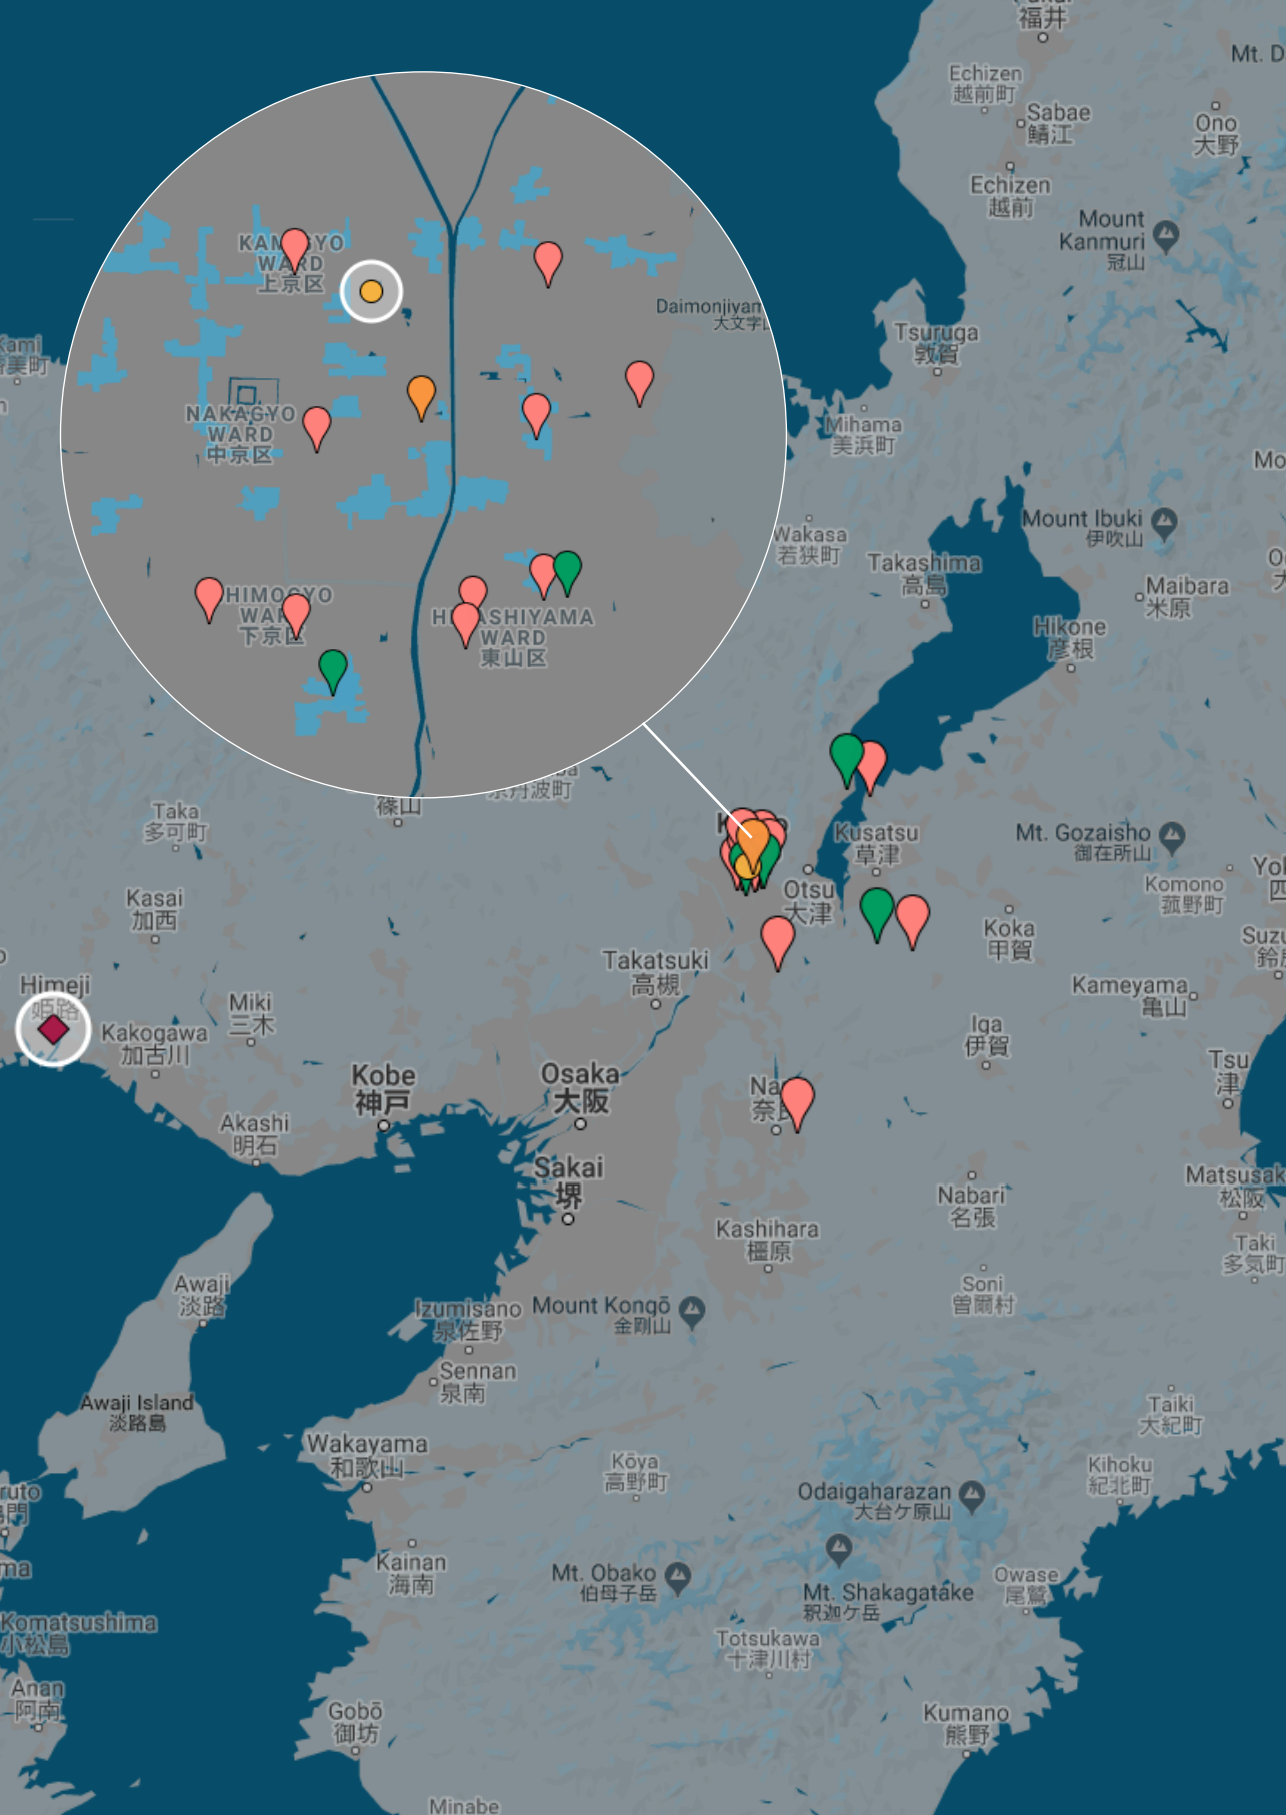 福井
Mt. D
Echizen
越前町
Sabae
鯖江
Ono
大野
Echizen
越前
Mount
Kanmuri
冠山
WARD
上京区
Daimonjiyam
大文字山
Tsuruga
敦賀
Mihama
美浜町
NAKAGYO
WARD
中京区
Mount Ibuki
伊吹山
Wakasa
若狭町
Takashima
高島
Maibara
米原
Hikone
彦根
HIMOGYO
下京区
WARD
東山区
京丹波町
篠山
Taka
多可町
Kusatsu
草津
Mt. Gozaisho
御在所山
Otsu
大津
Komono
菰野町
Kasai
加西
Koka
甲賀
Takatsuki
高槻
Kameyama
亀山
Himeji
姫路
Miki
三木
Kakogawa
加古川
Iga
伊賀
Tsu
津
Kobe
神戸
Osaka
大阪
Akashi
明石
Sakai
堺
Matsusak
松阪
Nabari
名張
Kashihara
橿原
Taki
多気町
Awaji
淡路
Soni
曽爾村
Izumisano
泉佐野
Mount Kongō
金剛山
Sennan
泉南
Awaji Island
淡路島
Taiki
大紀町
Wakayama
和歌山
Kōya
高野町
Kihoku
紀北町
Odaigaharazan
大台ケ原山
Kainan
海南
Mt. Obako
伯母子岳
Mt. Shakagatake
釈迦ケ岳
Owase
尾鷲
Komatsushima
小松島
Totsukawa
十津川村
Anan
阿南
Gobō
御坊
Kumano
熊野
Minabe